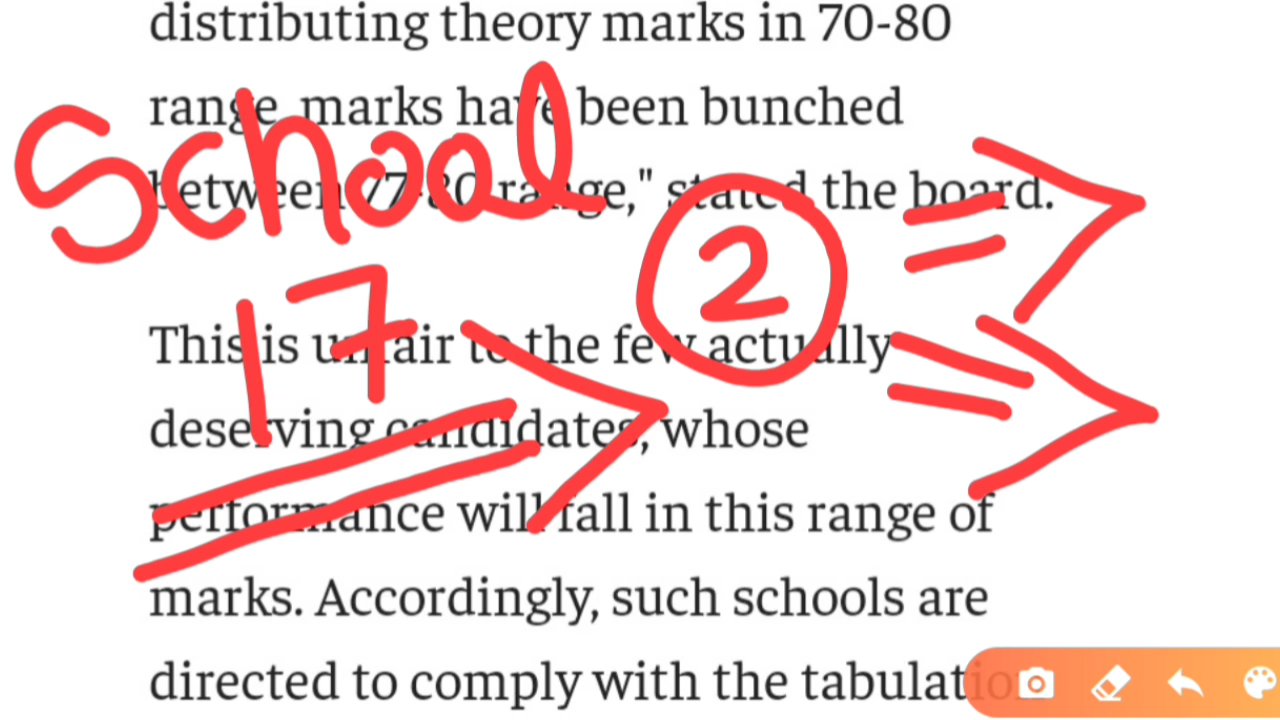 distributing theory marks in 70-80
range, marks have been bunched
School
between 77-80 range," stated the board.
2
17
This is unfair to the few actually
deserving candidates, whose
performance will fall in this range of
marks. Accordingly, such schools are
directed to comply with the tabulation